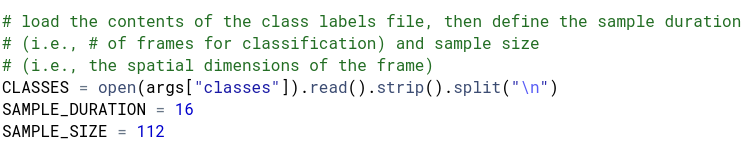 # load the contents of the class labels file, then define the sample duration
# (i.e., # of frames for classification) and sample size
# (i.e., the spatial dimensions of the frame)
CLASSES = open(args["classes"]).read().strip().split("\n")
SAMPLE_DURATION = 16
SAMPLE_SIZE = 112